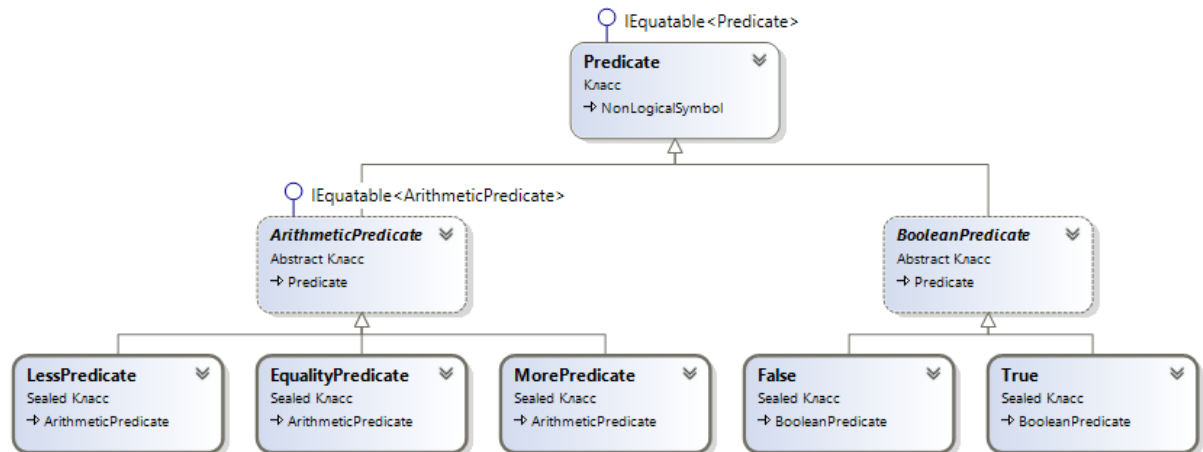 IEquatable<Predicate>
Predicate
Класс
NonLogicalSymbol
IEquatable<ArithmeticPredicate>
ArithmeticPredicate
Abstract Класс
Predicate
BooleanPredicate
Abstract Класс
Predicate
LessPredicate
Sealed Класс
ArithmeticPredicate
EqualityPredicate
Sealed Класс
ArithmeticPredicate
MorePredicate
Sealed Класс
ArithmeticPredicate
False
Sealed Класс
BooleanPredicate
True
Sealed Класс
BooleanPredicate